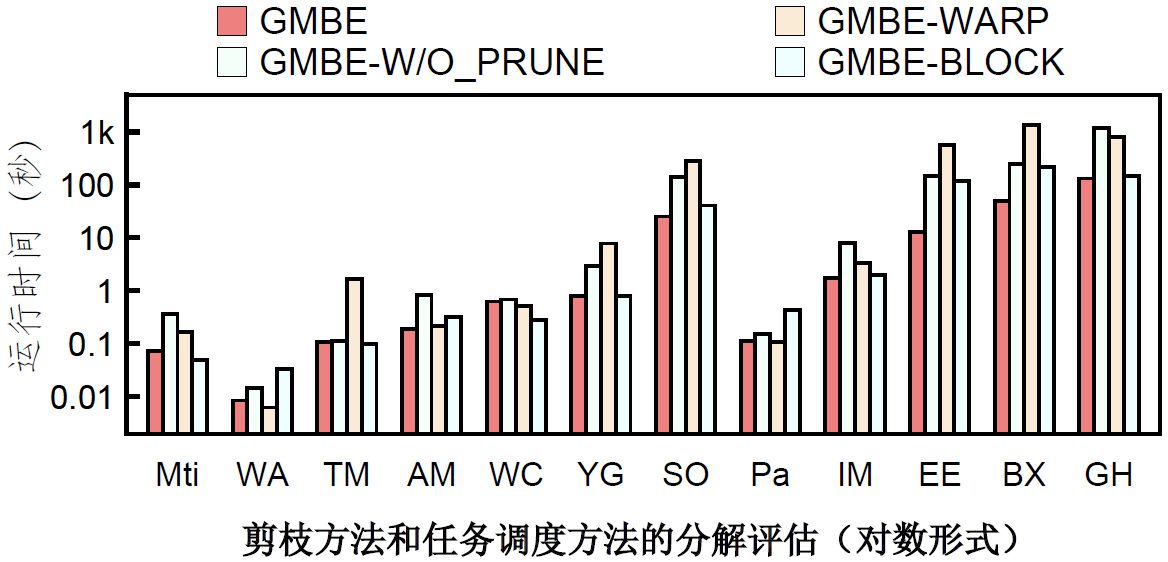 GMBE GMBE-WARP
GMBE-W/O_PRUNE GMBE-BLOCK
运行时间（秒）
1k
100
10
1
0.1
0.01
Mti WA TM AM WC YG SO Pa IM EE BX GH
剪枝方法和任务调度方法的分解评估（对数形式）